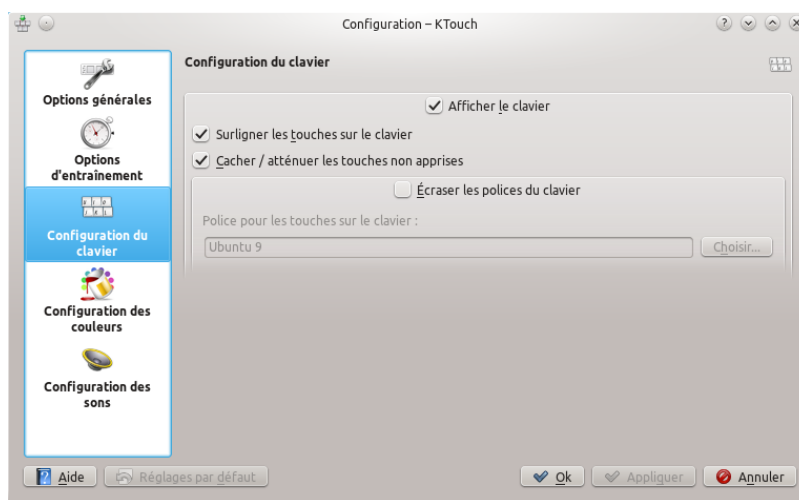 Configuration – KTouch
Configuration du clavier
Options générales
Options
d'entraînement
Configuration du
clavier
Configuration des
couleurs
Configuration des
sons
Afficher le clavier
Surligner les touches sur le clavier
Cacher / atténuer les touches non apprises
Écraser les polices du clavier
Police pour les touches sur le clavier :
Ubuntu 9
Choisir...
Aide
Réglages par défaut
Ok
Appliquer
Annuler